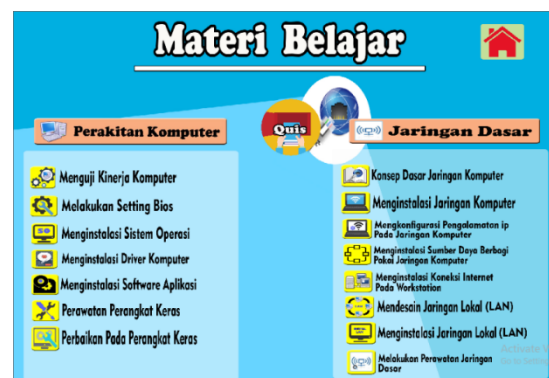 Materi Belajar
Perakitan Komputer
Quis
Jaringan Dasar
Menguji Kinerja Komputer
Melakukan Setting Bios
Menginstalasi Sistem Operasi
Menginstalasi Driver Komputer
Menginstalasi Software Aplikasi
Perawatan Perangkat Keras
Perbaikan Pada Perangkat Keras
Konsep Dasar Jaringan Komputer
Menginstalasi Jaringan Komputer
Mengkonfigurasi Pengalamatan ip
Pada Jaringan Komputer
Menginstalasi Sumber Daya Berbagi
Pakai Jaringan Komputer
Menginstalasi Koneksi Internet
Pada Workstation
Mendesain Jaringan Lokal (LAN)
Menginstalasi Jaringan Lokal (LAN)
Melakukan Perawatan Jaringan
Dasar
Activate